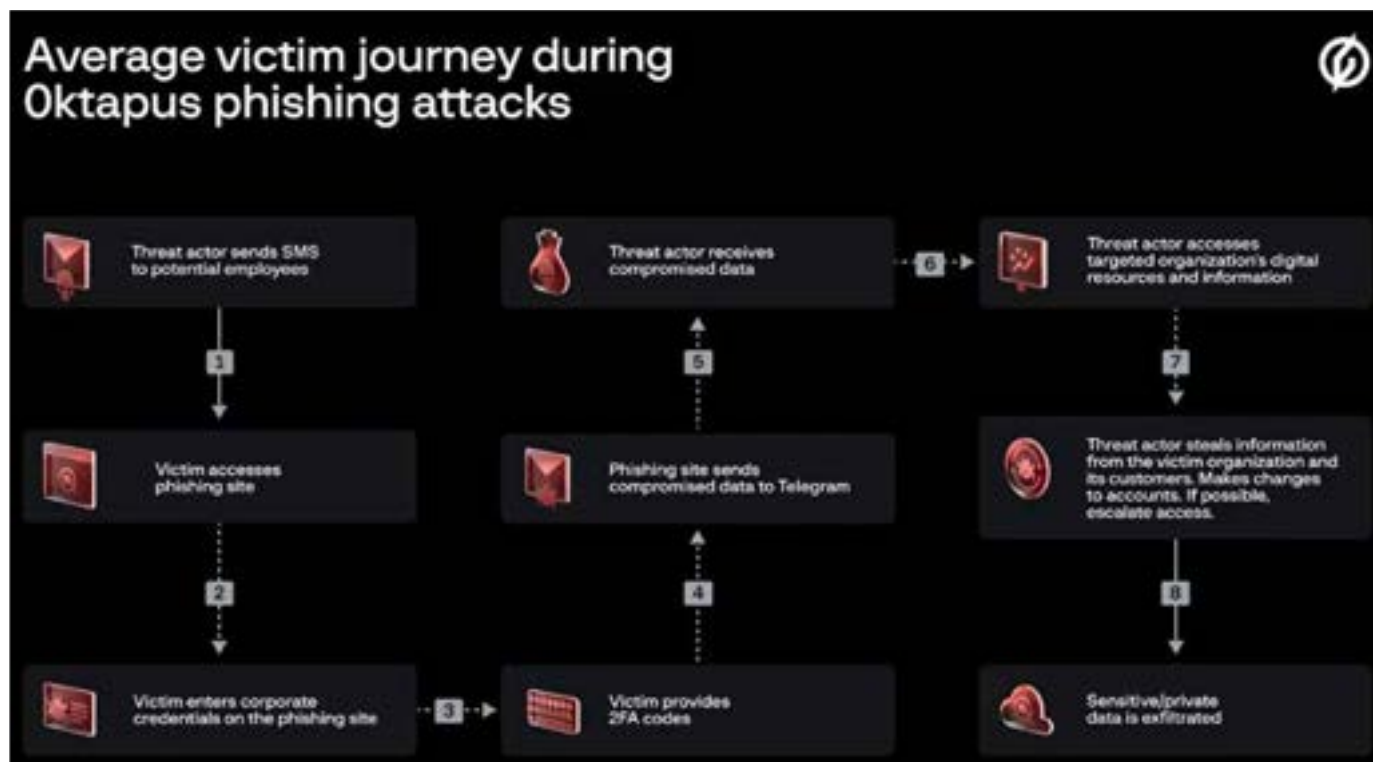 Average victim journey during
0ktapus phishing attacks
Threat actor sends SMS
to potential employees
1
Victim accesses
phishing site
2
Victim enters corporate
credentials on the phishing site
3
Victim provides
2FA codes
4
Phishing site sends
compromised data to Telegram
5
Threat actor receives
compromised data
6
Threat actor accesses
targeted organization's digital
resources and information
7
Threat actor steals information
from the victim organization and
its customers. Makes changes
to accounts. If possible,
escalate access.
8
Sensitive/private
data is exfiltrated